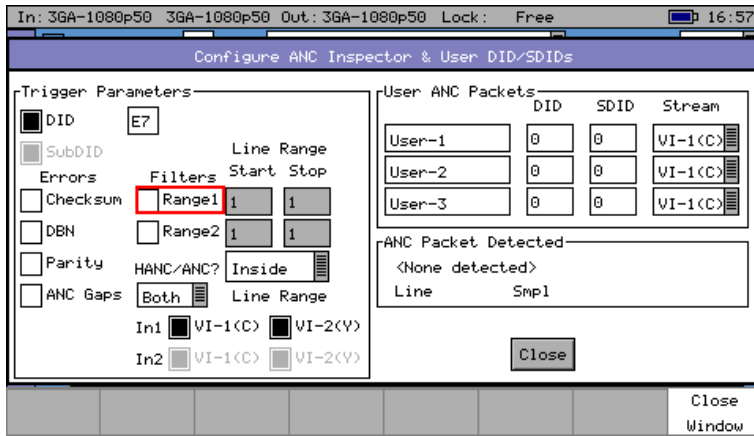 In: 3GA-1080p50 3GA-1080p50 Out: 3GA-1080p50 Lock: Free 16:57
Configure ANC Inspector & User DID/SDIDs
Trigger Parameters
DID E7
SubDID
Line Range
Errors Filters Start Stop
Checksum Range1 1 1
DBN Range2 1 1
Parity HANC/ANC? Inside
ANC Gaps Both Line Range
In1 VI-1(C) VI-2(Y)
In2 VI-1(C) VI-2(Y)
User ANC Packets
DID SDID Stream
User-1 0 0 VI-1(C)
User-2 0 0 VI-1(C)
User-3 0 0 VI-1(C)
ANC Packet Detected
<None detected>
Line Smpl
Close
Close
Window